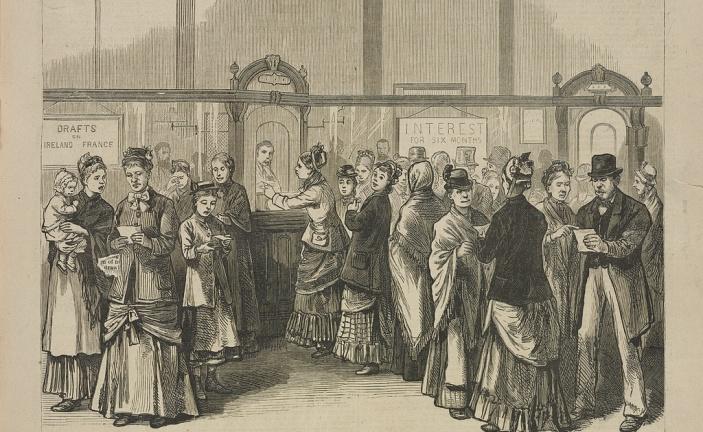 DRAFTS
ON
IRELAND FRANCE
INTEREST
FOR SIX MONTHS